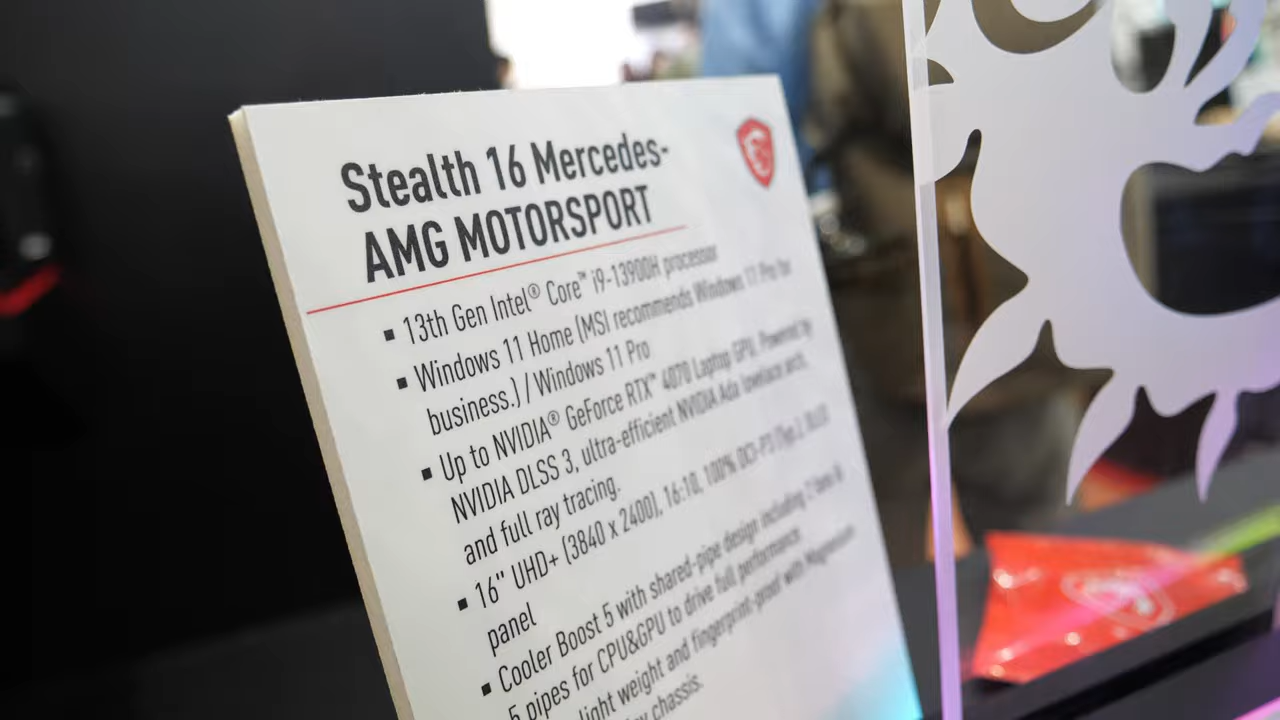 Stealth 16 Mercedes-
AMG MOTORSPORT
▪ 13th Gen Intel® Core™ i9-13900H processor
▪ Windows 11 Home (MSI recommends Windows 11 Pro for
business.) / Windows 11 Pro
▪ Up to NVIDIA® GeForce RTX™ 4070 Laptop GPU. Powered by
NVIDIA DLSS 3, ultra-efficient NVIDIA Ada lovelace arch,
and full ray tracing.
▪ 16" UHD+ (3840 x 2400), 16:10, 100% DCI-P3 (Typ.), OLED
panel
▪ Cooler Boost 5 with shared-pipe design including 2 fans &
5 pipes for CPU&GPU to drive full performance.
light weight and fingerprint-proof with Magnesium
chassis.